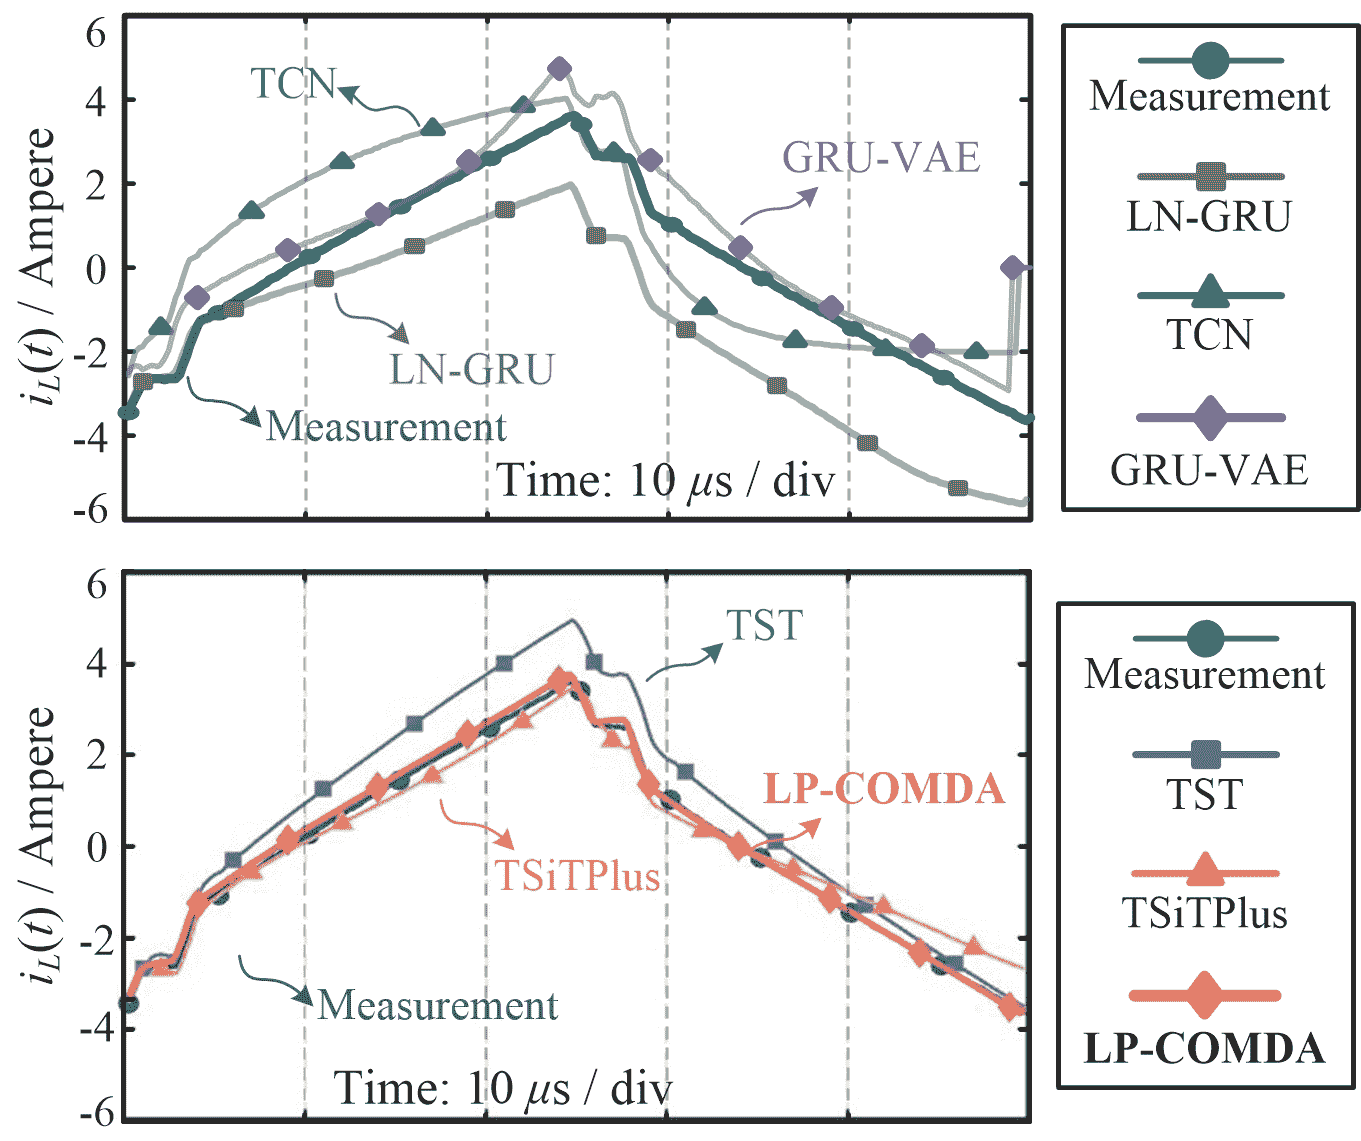 6
4
2
0
-2
-4
-6
i_L(t) / Ampere
TCN
GRU-VAE
LN-GRU
Measurement
Time: 10 μs / div
Measurement
LN-GRU
TCN
GRU-VAE
6
4
2
0
-2
-4
-6
i_L(t) / Ampere
TST
LP-COMDA
TSiTPlus
Measurement
Time: 10 μs / div
Measurement
TST
TSiTPlus
LP-COMDA